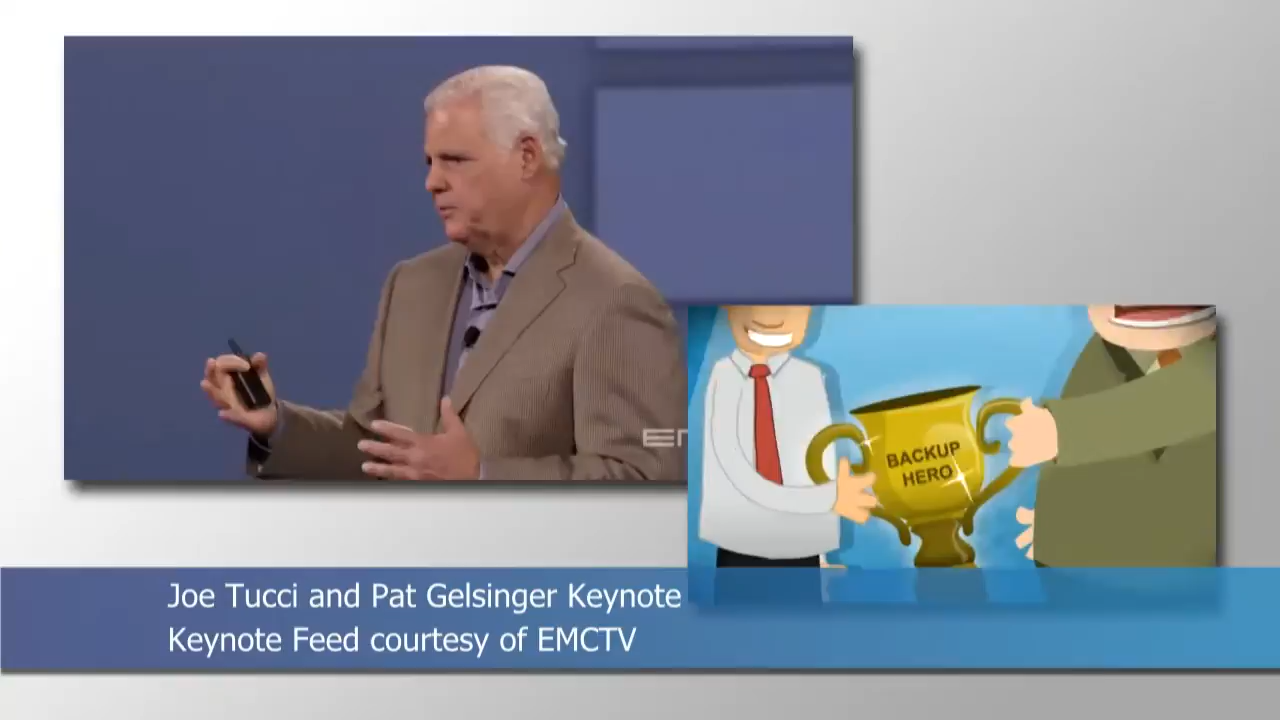 BACKUP
HERO
Joe Tucci and Pat Gelsinger Keynote
Keynote Feed courtesy of EMCTV